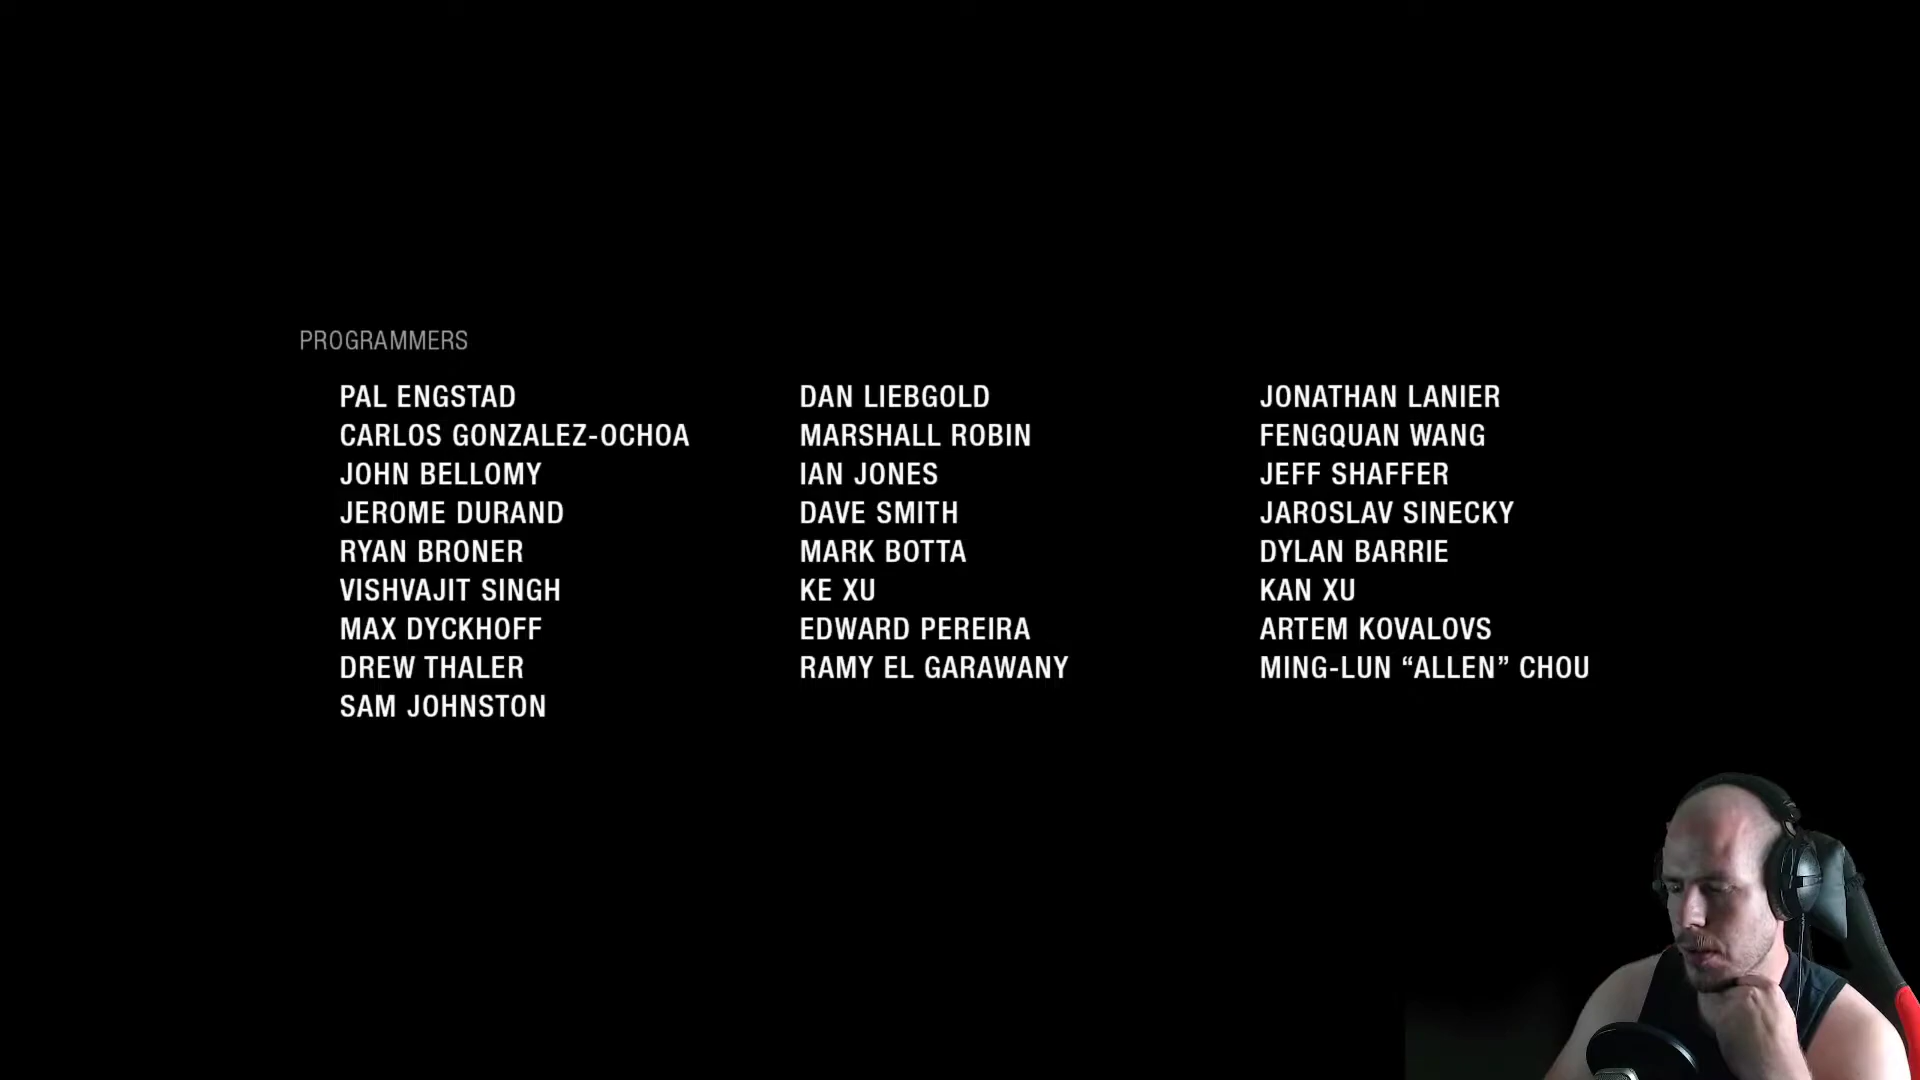 PROGRAMMERS
PAL ENGSTAD
CARLOS GONZALEZ-OCHOA
JOHN BELLOMY
JEROME DURAND
RYAN BRONER
VISHVAJIT SINGH
MAX DYCKHOFF
DREW THALER
SAM JOHNSTON
DAN LIEBGOLD
MARSHALL ROBIN
IAN JONES
DAVE SMITH
MARK BOTTA
KE XU
EDWARD PEREIRA
RAMY EL GARAWANY
JONATHAN LANIER
FENGQUAN WANG
JEFF SHAFFER
JAROSLAV SINECKY
DYLAN BARRIE
KAN XU
ARTEM KOVALOVS
MING-LUN “ALLEN” CHOU